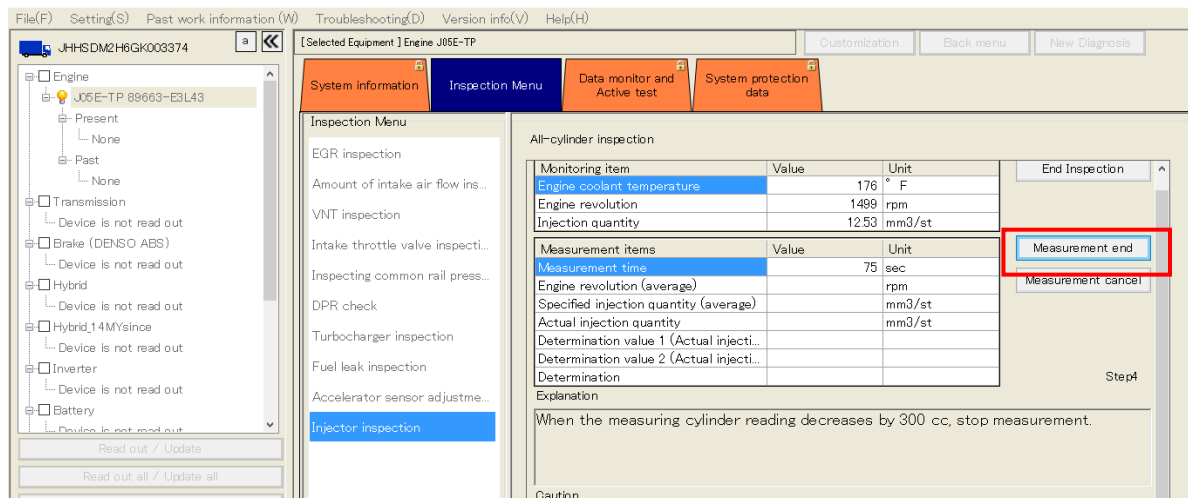 File(F) Setting(S) Past work information (W) Troubleshooting(D) Version info(V) Help(H)
JHHSDM2H6GK003374
a
[Selected Equipment ] Engine J05E-TP
Customization
Back menu
New Diagnosis
Engine
J05E-TP 89663-E3L43
Present
None
Past
None
Transmission
Device is not read out
Brake (DENSO ABS)
Device is not read out
Hybrid
Device is not read out
Hybrid_14MYsince
Device is not read out
Inverter
Device is not read out
Battery
Device is not read out
Read out / Update
Read out all / Update all
System information
Inspection Menu
Data monitor and
Active test
System protection
data
Inspection Menu
EGR inspection
Amount of intake air flow ins...
VNT inspection
Intake throttle valve inspecti...
Inspecting common rail press...
DPR check
Turbocharger inspection
Fuel leak inspection
Accelerator sensor adjustme...
Injector inspection
All-cylinder inspection
Monitoring item Value Unit
Engine coolant temperature 176 ° F
Engine revolution 1499 rpm
Injection quantity 12.53 mm3/st
Measurement items Value Unit
Measurement time 75 sec
Engine revolution (average) rpm
Specified injection quantity (average) mm3/st
Actual injection quantity mm3/st
Determination value 1 (Actual injecti...
Determination value 2 (Actual injecti...
Determination
End Inspection
Measurement end
Measurement cancel
Step4
Explanation
When the measuring cylinder reading decreases by 300 cc, stop measurement.
Caution